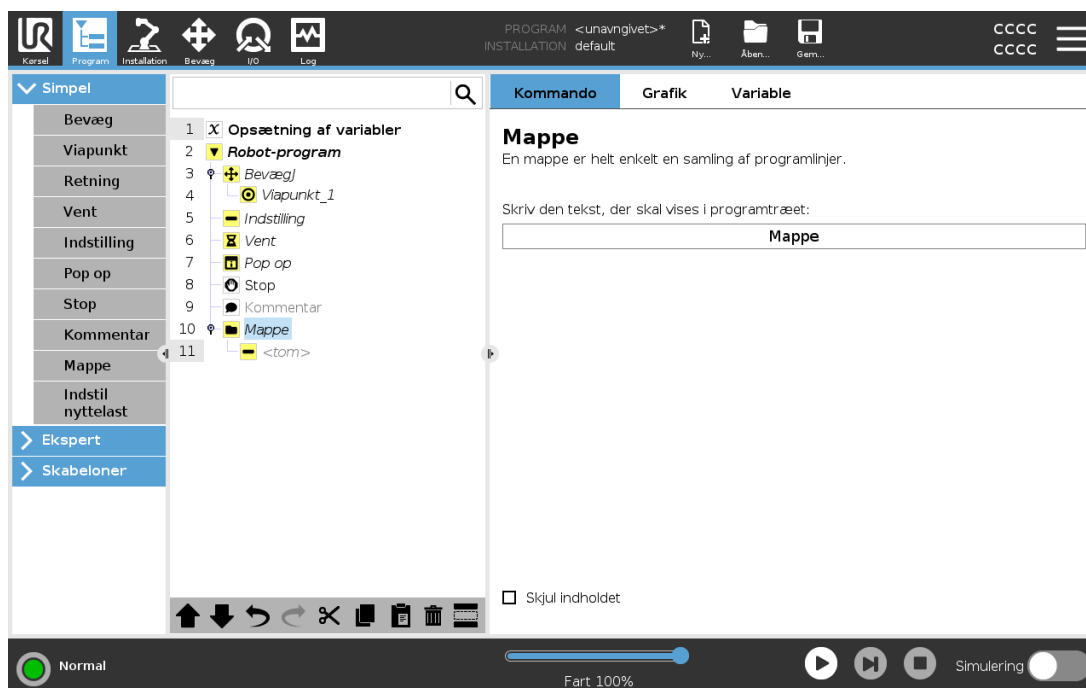 UR
Kørsel
Program
Installation
Bevæg
I/O
Log
PROGRAM <unavngivet>*
INSTALLATION default
Ny...
Åben...
Gem...
CCCC
CCCC
Simpel
Bevæg
Viapunkt
Retning
Vent
Indstilling
Pop op
Stop
Kommentar
Mappe
Indstil
nyttelast
Ekspert
Skabeloner
1 X Opsætning af variabler
2 Robot-program
3 BevægJ
4 Viapunkt_1
5 Indstilling
6 Vent
7 Pop op
8 Stop
9 Kommentar
10 Mappe
11 <tom>
Kommando Grafik Variable
Mappe
En mappe er helt enkelt en samling af programlinjer.
Skriv den tekst, der skal vises i programtræet:
Mappe
Skjul indholdet
Normal
Fart 100%
Simulering